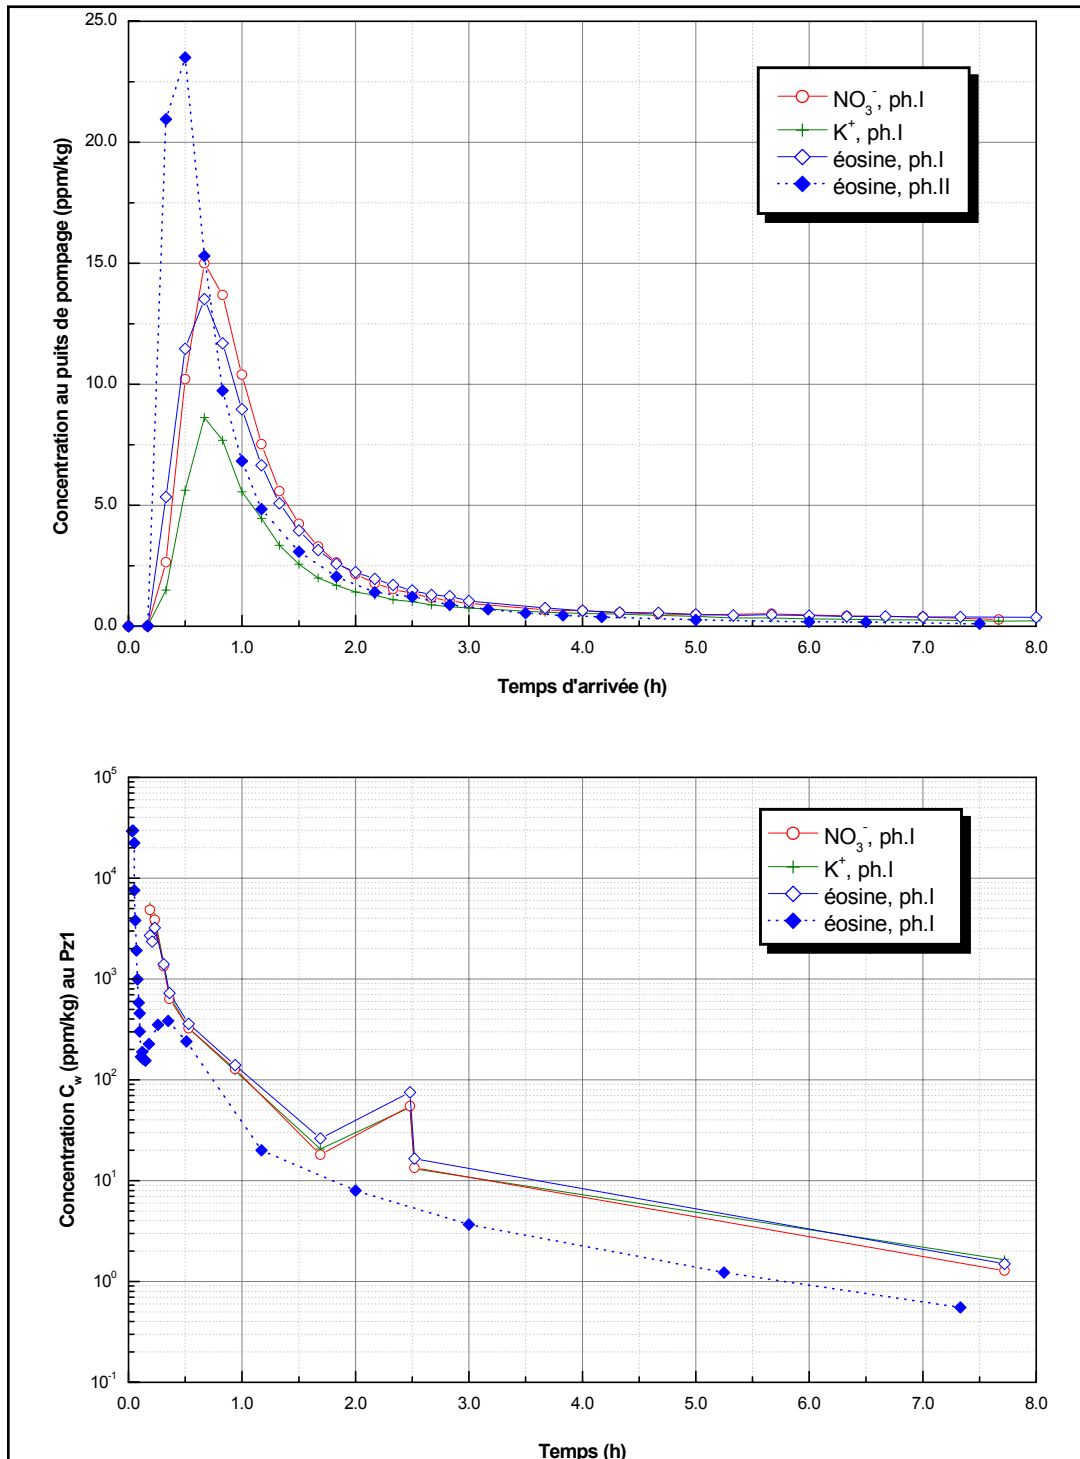 25.0
20.0
15.0
10.0
5.0
0.0
Concentration au puits de pompage (ppm/kg)
NO3-, ph.I
K+, ph.I
éosine, ph.I
éosine, ph.II
0.0 1.0 2.0 3.0 4.0 5.0 6.0 7.0 8.0
Temps d'arrivée (h)
10^5
10^4
10^3
10^2
10^1
10^0
10^-1
Concentration Cw (ppm/kg) au Pz1
NO3-, ph.I
K+, ph.I
éosine, ph.I
éosine, ph.I
0.0 1.0 2.0 3.0 4.0 5.0 6.0 7.0 8.0
Temps (h)